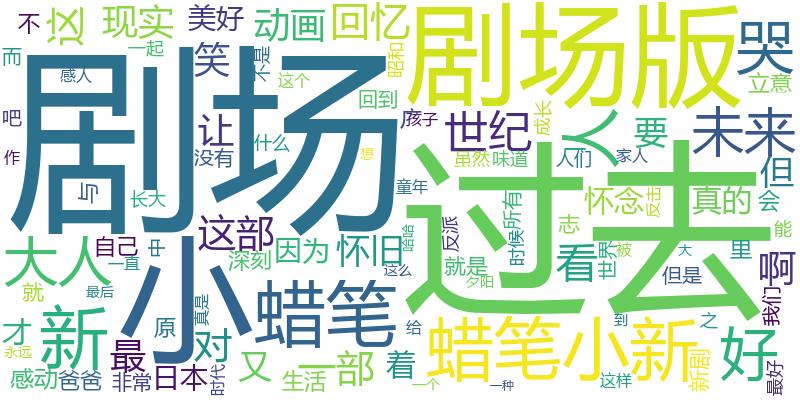 不
这
现实
美好
动画
回忆
剧场版
哭
而
一起
笑
不是
昭和
立意
感人
这个
回到
吧
剧场
让
什么
房子
世纪
成长
人
要
未来
作
没有
想
虽然
味道
人们
家人
但
与
长大
童年
过去
怀念
反击
真的
会
小
这部
因为
怀旧
哈哈
反派
时候
所有
志
看
世界
被
大
里
能
大人
自己
一直
中
深刻
这么
就是
夕阳
但是
啊
我们
就
最后
蜡笔
真是
给
到
之
新
才
永远
最
原
对
蜡笔小新
好
感动
爸爸
非常
日本
时代
又
生活
一部
着
一个
一种
这样
新剧
最好